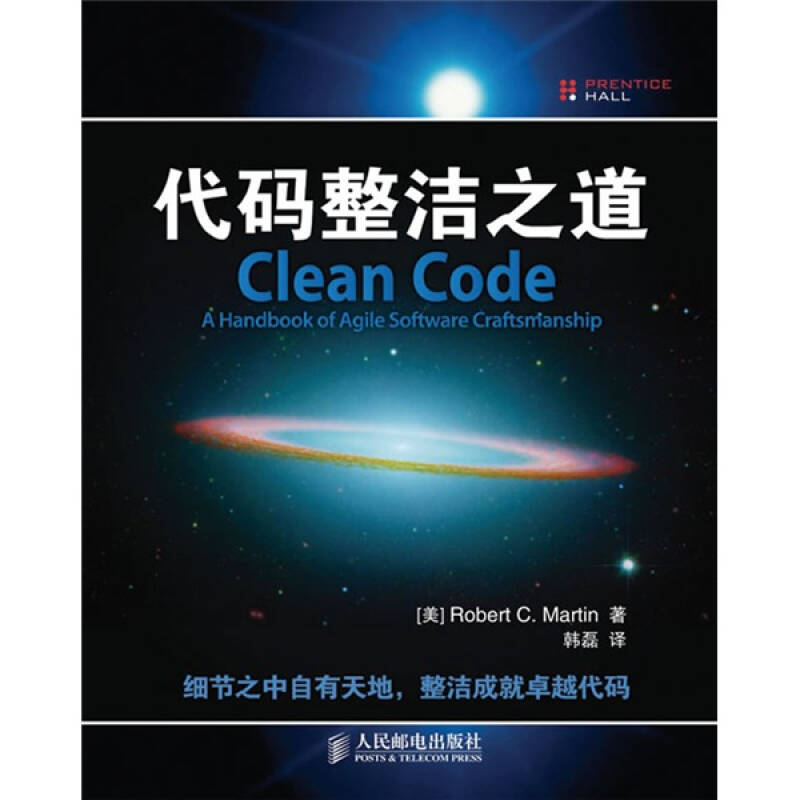 PRENTICE
HALL
代码整洁之道
Clean Code
A Handbook of Agile Software Craftsmanship
[美] Robert C. Martin 著
韩磊 译
细节之中自有天地，整洁成就卓越代码
人民邮电出版社
POSTS & TELECOM PRESS